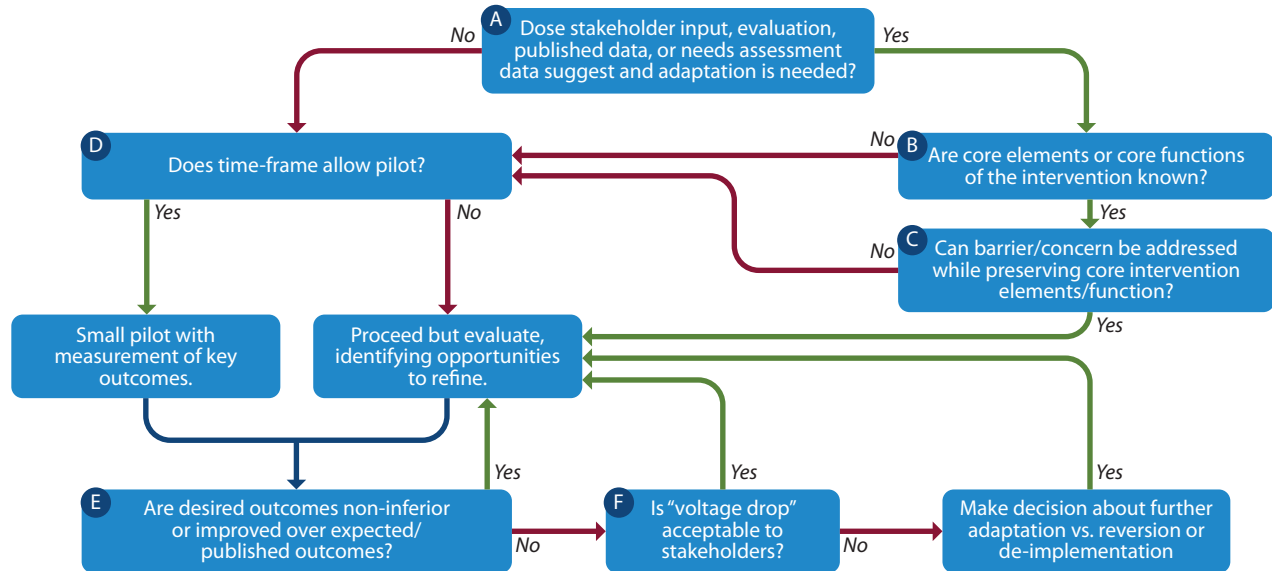 A
Dose stakeholder input, evaluation,
published data, or needs assessment
data suggest and adaptation is needed?
No
Yes
D
Does time-frame allow pilot?
No
B
Are core elements or core functions
of the intervention known?
Yes
No
Yes
C
No
Can barrier/concern be addressed
while preserving core intervention
elements/function?
Yes
Small pilot with
measurement of key
outcomes.
Proceed but evaluate,
identifying opportunities
to refine.
Yes
Yes
Yes
E
Are desired outcomes non-inferior
or improved over expected/
published outcomes?
No
F
Is “voltage drop”
acceptable to
stakeholders?
No
Make decision about further
adaptation vs. reversion or
de-implementation